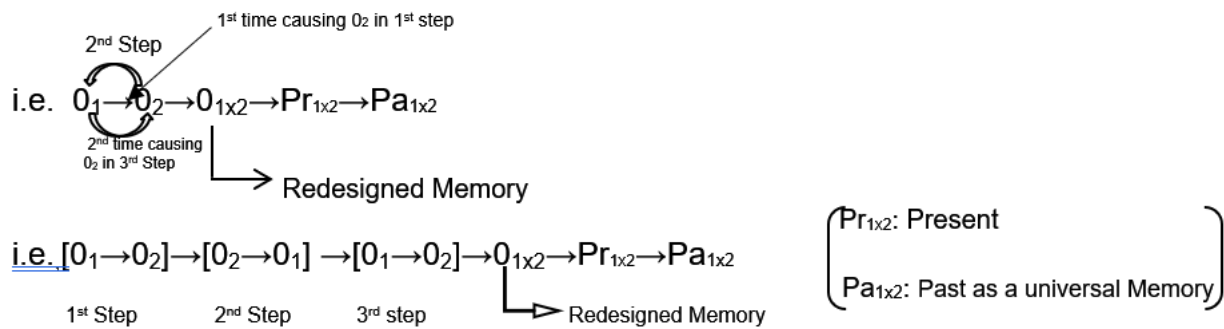 1st time causing 0₂ in 1st step
2nd Step
i.e. 0₁→0₂→0₁ₓ₂→Pr₁ₓ₂→Pa₁ₓ₂
2nd time causing
0₂ in 3rd Step
Redesigned Memory
Pr₁ₓ₂: Present
i.e. [0₁→0₂]→[0₂→0₁] →[0₁→0₂]→0₁ₓ₂→Pr₁ₓ₂→Pa₁ₓ₂
Pa₁ₓ₂: Past as a universal Memory
1st Step 2nd Step 3rd step Redesigned Memory